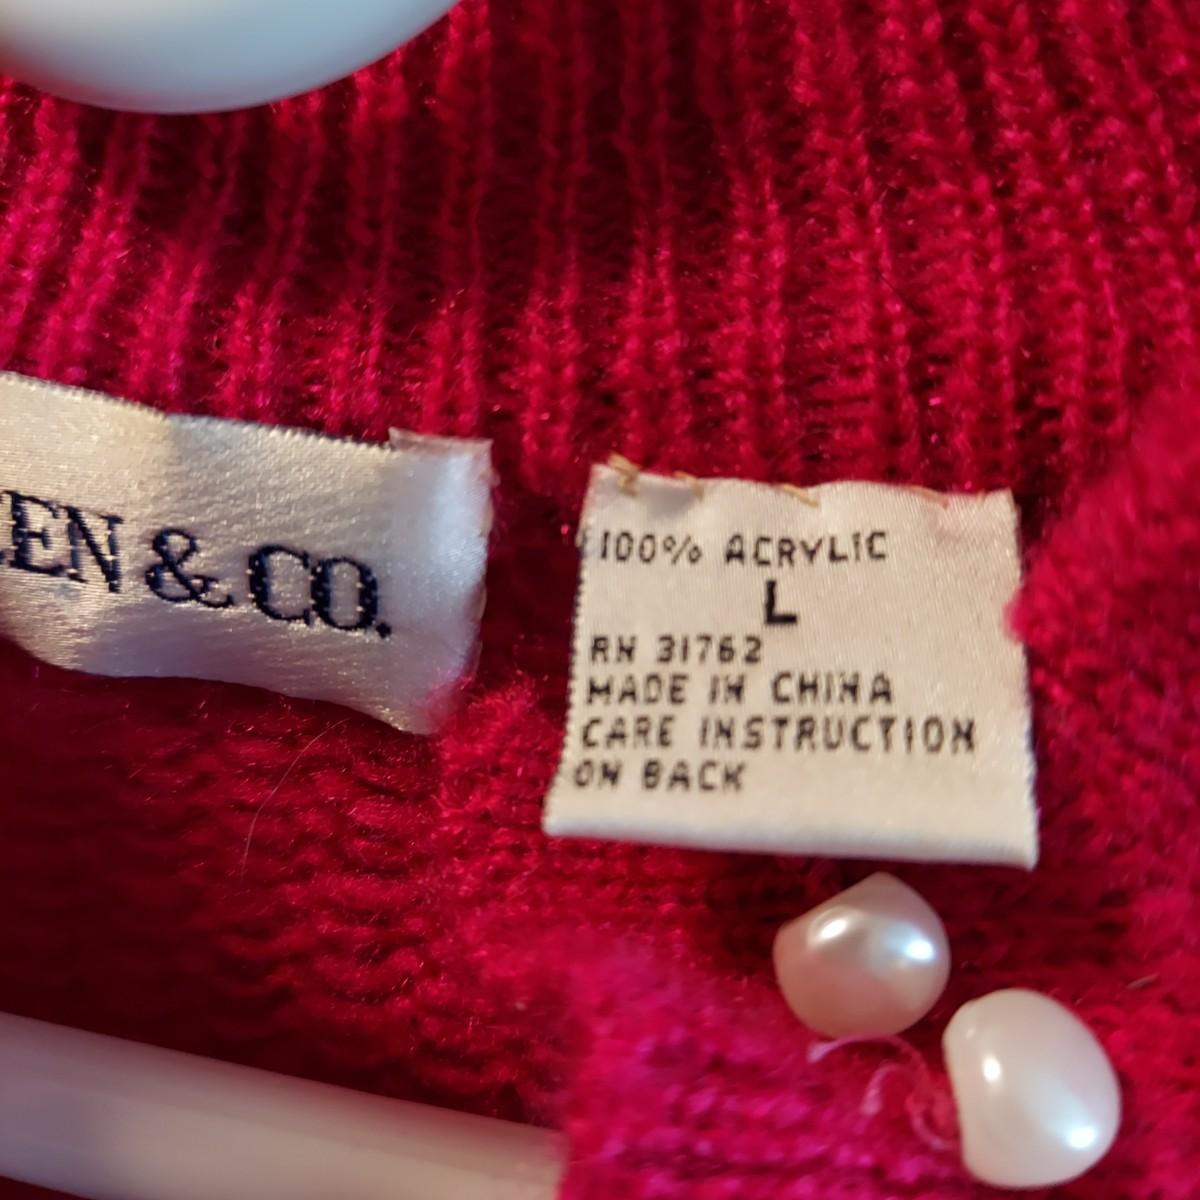 EN & CO.
100% ACRYLIC
L
RN 31762
MADE IN CHINA
CARE INSTRUCTION
ON BACK